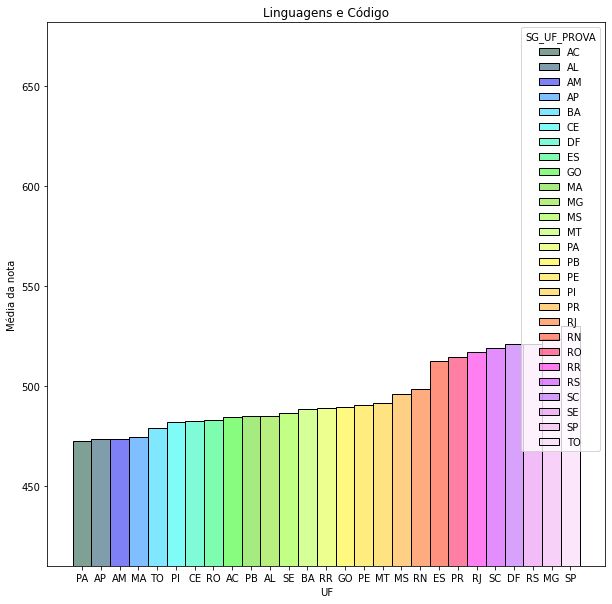 Linguagens e Código
SG_UF_PROVA
AC
AL
AM
AP
BA
CE
DF
ES
GO
MA
MG
MS
MT
PA
PB
PE
PI
PR
RJ
RN
RO
RR
RS
SC
SE
SP
TO
650
600
550
500
450
Média da nota
PA AP AM MA TO PI CE RO AC PB AL SE BA RR GO PE MT MS RN ES PR RJ SC DF RS MG SP
UF